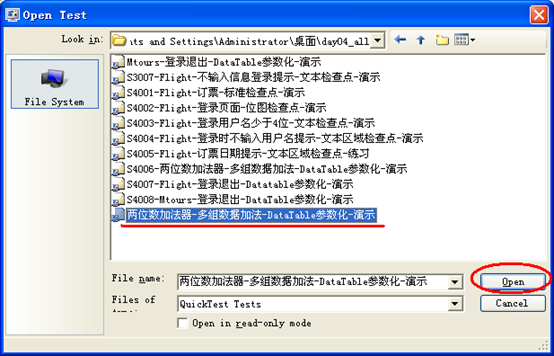 Open Test
Look in:
\ts and Settings\Administrator\桌面\day04_all
File System
Mtours-登录退出-DataTable参数化-演示
S3007-Flight-不输入信息登录提示-文本检查点-演示
S4001-Flight-订票-标准检查点-演示
S4002-Flight-登录页面-位图检查点-演示
S4003-Flight-登录用户名少于4位-文本检查点-演示
S4004-Flight-登录时不输入用户名提示-文本区域检查点-演示
S4005-Flight-订票日期提示-文本区域检查点-练习
S4006-两位数加法器-多组数据加法-DataTable参数化-演示
S4007-Flight-登录退出-Datatable参数化-演示
S4008-Mtours-登录退出-DataTable参数化-演示
两位数加法器-多组数据加法-DataTable参数化-演示
File name:
两位数加法器-多组数据加法-DataTable参数化-演示
Open
Files of
QuickTest Tests
Cancel
Open in read-only mode